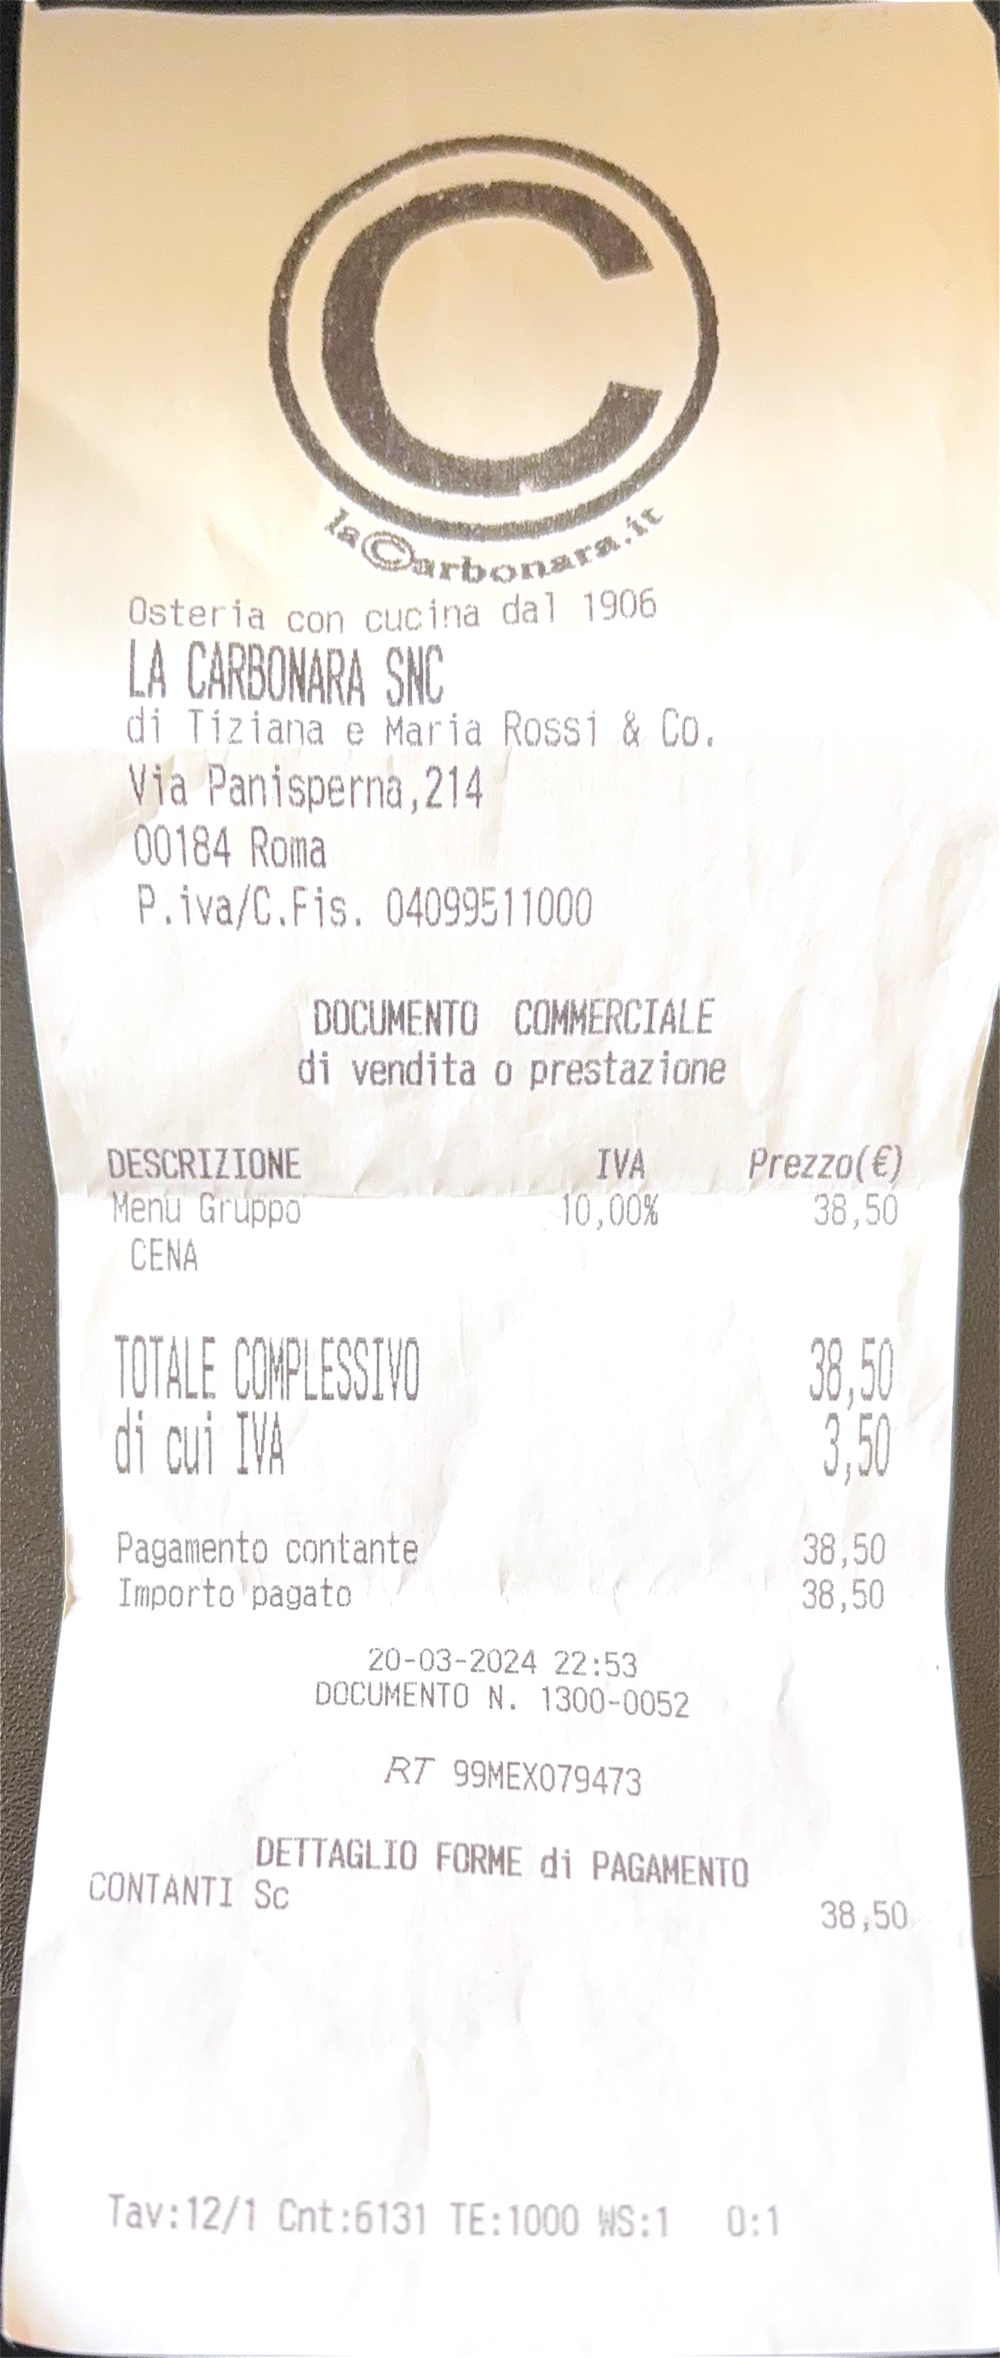 C
laCarbonara.it
Osteria con cucina dal 1906
LA CARBONARA SNC
di Tiziana e Maria Rossi & Co.
Via Panisperna,214
00184 Roma
P.iva/C.Fis. 04099511000
DOCUMENTO COMMERCIALE
di vendita o prestazione
DESCRIZIONE IVA Prezzo(€)
Menu Gruppo 10,00% 38,50
CENA
TOTALE COMPLESSIVO 38,50
di cui IVA 3,50
Pagamento contante 38,50
Importo pagato 38,50
20-03-2024 22:53
DOCUMENTO N. 1300-0052
RT 99MEX079473
DETTAGLIO FORME di PAGAMENTO
CONTANTI Sc 38,50
Tav:12/1 Cnt:6131 TE:1000 WS:1 O:1